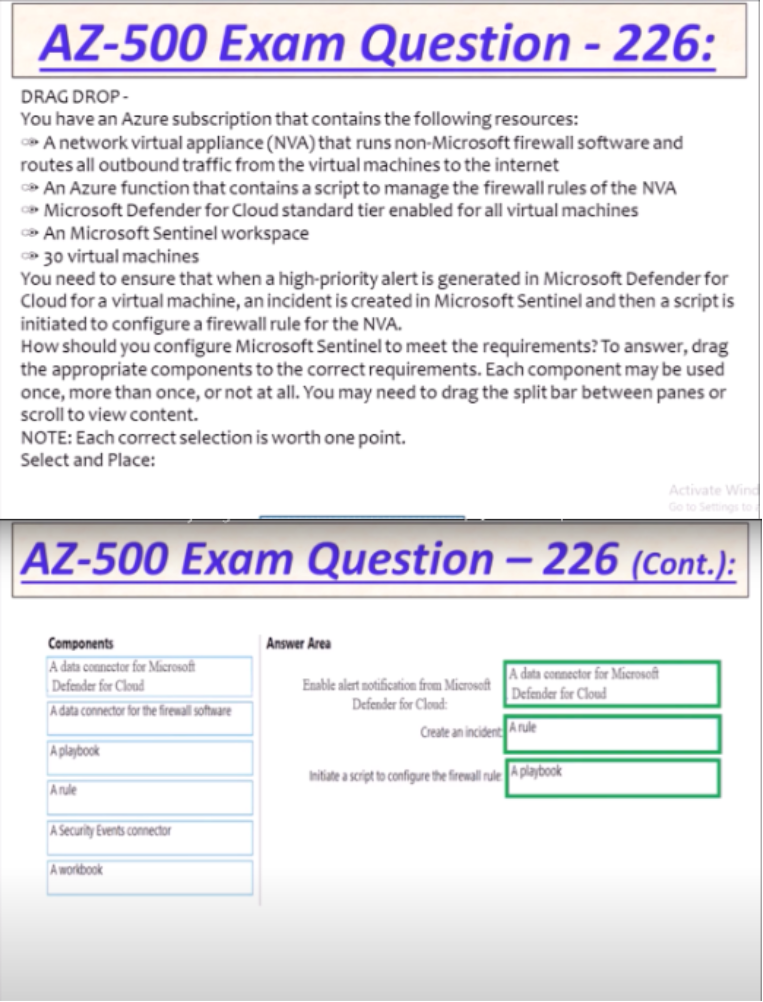 AZ-500 Exam Question - 226:
DRAG DROP -
You have an Azure subscription that contains the following resources:
A network virtual appliance (NVA) that runs non-Microsoft firewall software and
routes all outbound traffic from the virtual machines to the internet
An Azure function that contains a script to manage the firewall rules of the NVA
Microsoft Defender for Cloud standard tier enabled for all virtual machines
An Microsoft Sentinel workspace
30 virtual machines
You need to ensure that when a high-priority alert is generated in Microsoft Defender for
Cloud for a virtual machine, an incident is created in Microsoft Sentinel and then a script is
initiated to configure a firewall rule for the NVA.
How should you configure Microsoft Sentinel to meet the requirements? To answer, drag
the appropriate components to the correct requirements. Each component may be used
once, more than once, or not at all. You may need to drag the split bar between panes or
scroll to view content.
NOTE: Each correct selection is worth one point.
Select and Place:
Activate Wind
Go to Settings to
AZ-500 Exam Question – 226 (Cont.):
Components
A data connector for Microsoft
Defender for Cloud
A data connector for the firewall software
A playbook
A rule
A Security Events connector
A workbook
Answer Area
Enable alert notification from Microsoft
Defender for Cloud:
A data connector for Microsoft
Defender for Cloud
Create an incident:
A rule
Initiate a script to configure the firewall rule:
A playbook